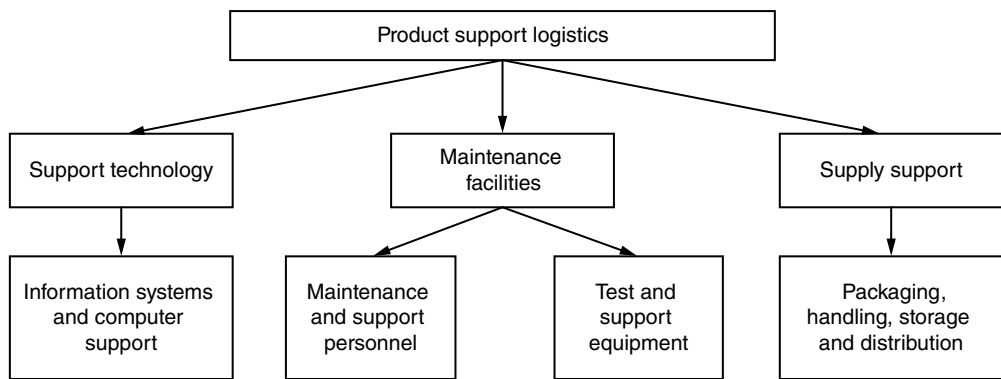 Product support logistics
Support technology
Maintenance
facilities
Supply support
Information systems
and computer
support
Maintenance
and support
personnel
Test and
support
equipment
Packaging,
handling, storage
and distribution